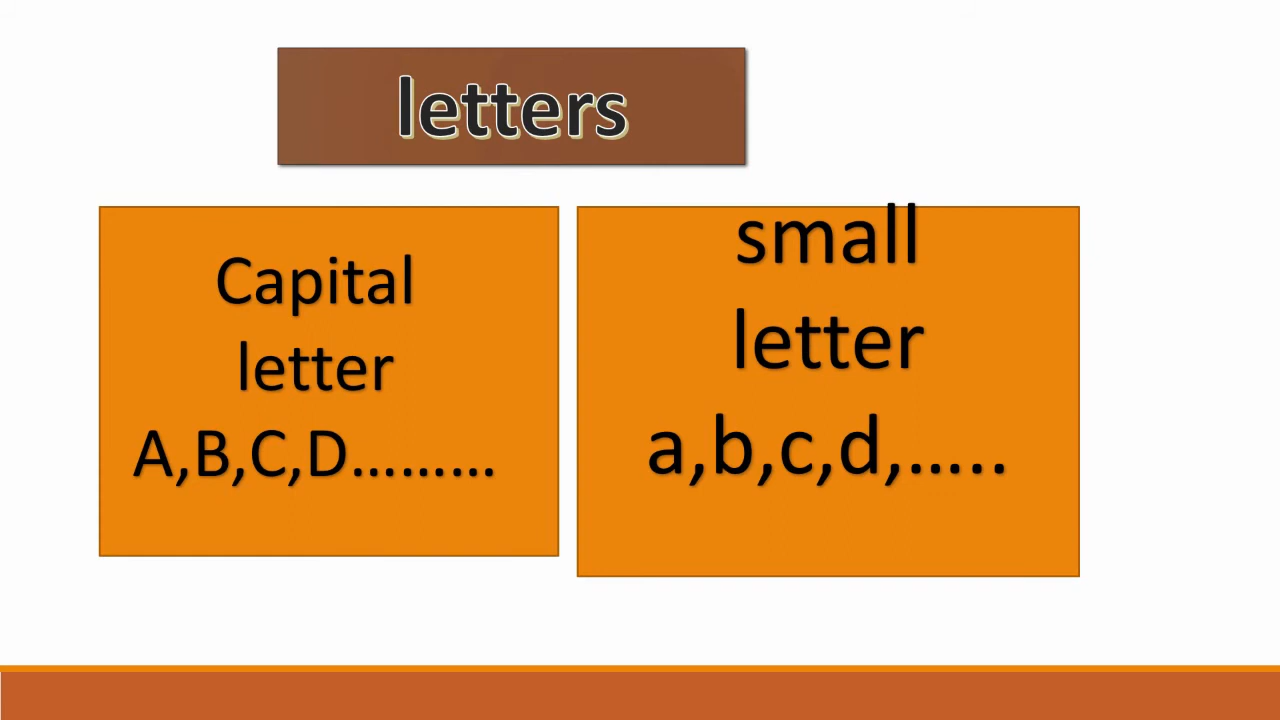 letters
Capital
letter
A,B,C,D………
small
letter
a,b,c,d,…..